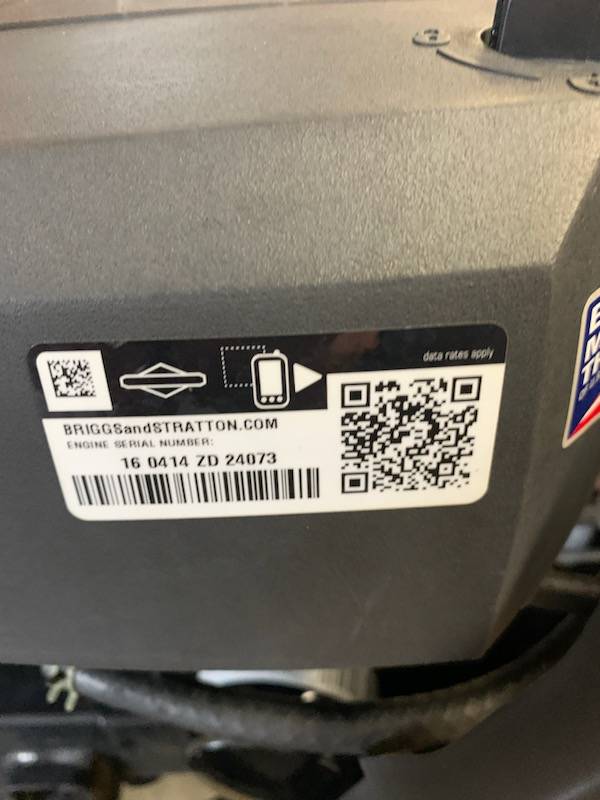 data rates apply
BRIGGSandSTRATTON.COM
ENGINE SERIAL NUMBER:
16 0414 ZD 24073